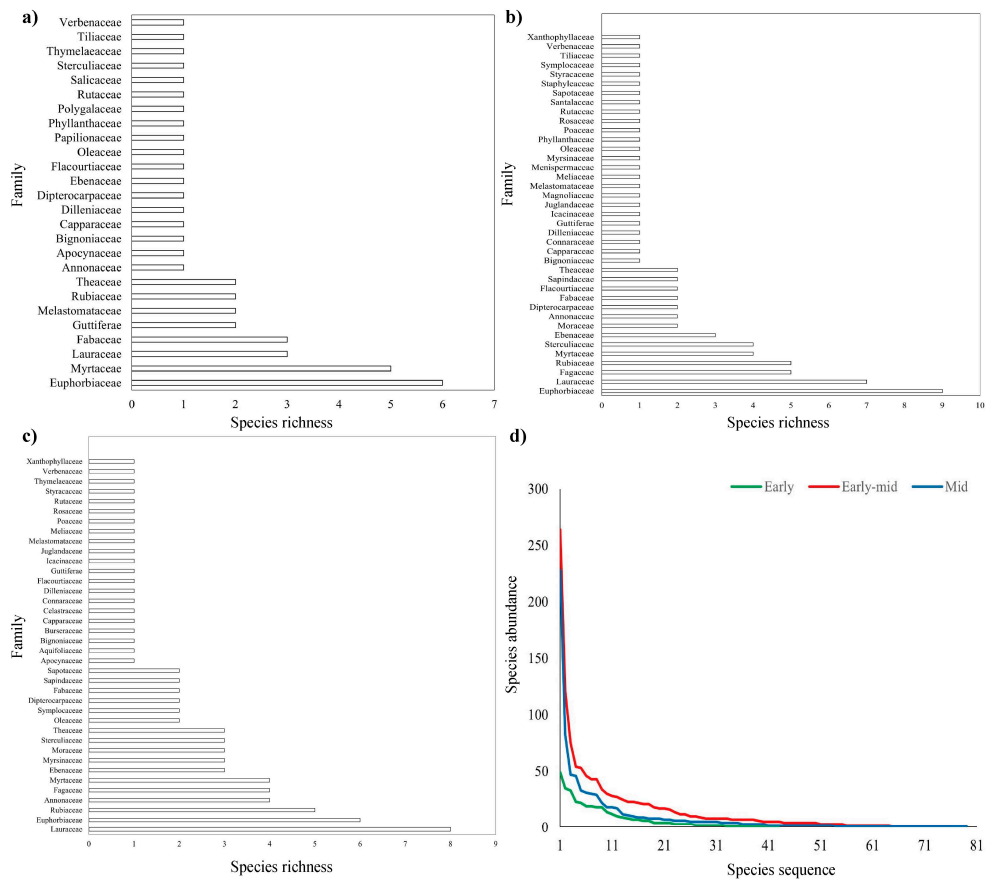 a)
Verbenaceae
Tiliaceae
Thymelaeaceae
Sterculiaceae
Salicaceae
Rutaceae
Polygalaceae
Phyllanthaceae
Papilionaceae
Oleaceae
Flacourtiaceae
Ebenaceae
Dipterocarpaceae
Dilleniaceae
Capparaceae
Bignoniaceae
Apocynaceae
Annonaceae
Theaceae
Rubiaceae
Melastomataceae
Guttiferae
Fabaceae
Lauraceae
Myrtaceae
Euphorbiaceae
Family
0 1 2 3 4 5 6 7
Species richness
b)
Xanthophyllaceae
Verbenaceae
Tiliaceae
Symplocaceae
Styracaceae
Staphyleaceae
Sapotaceae
Santalaceae
Rutaceae
Rosaceae
Poaceae
Phyllanthaceae
Oleaceae
Myrsinaceae
Menispermaceae
Meliaceae
Melastomataceae
Magnoliaceae
Juglandaceae
Icacinaceae
Guttiferae
Dilleniaceae
Connaraceae
Capparaceae
Bignoniaceae
Theaceae
Sapindaceae
Flacourtiaceae
Fabaceae
Dipterocarpaceae
Annonaceae
Moraceae
Ebenaceae
Sterculiaceae
Myrtaceae
Rubiaceae
Fagaceae
Lauraceae
Euphorbiaceae
Family
0 1 2 3 4 5 6 7 8 9 10
Species richness
c)
Xanthophyllaceae
Verbenaceae
Thymelaeaceae
Styracaceae
Rutaceae
Rosaceae
Poaceae
Meliaceae
Melastomataceae
Juglandaceae
Icacinaceae
Guttiferae
Flacourtiaceae
Dilleniaceae
Connaraceae
Celastraceae
Capparaceae
Burseraceae
Bignoniaceae
Aquifoliaceae
Apocynaceae
Sapotaceae
Sapindaceae
Fabaceae
Dipterocarpaceae
Symplocaceae
Oleaceae
Theaceae
Sterculiaceae
Moraceae
Myrsinaceae
Ebenaceae
Myrtaceae
Fagaceae
Annonaceae
Rubiaceae
Euphorbiaceae
Lauraceae
Family
0 1 2 3 4 5 6 7 8 9
Species richness
d)
Early Early-mid Mid
300
250
200
150
100
50
0
Species abundance
1 11 21 31 41 51 61 71 81
Species sequence